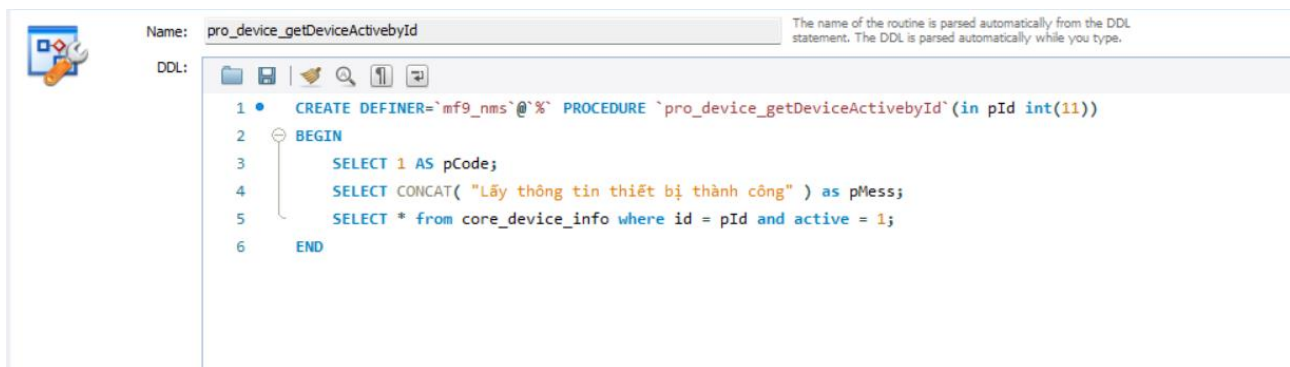 Name:
pro_device_getDeviceActivebyId
The name of the routine is parsed automatically from the DDL
statement. The DDL is parsed automatically while you type.
DDL:
1 CREATE DEFINER=`mf9_nms`@`%` PROCEDURE `pro_device_getDeviceActivebyId`(in pId int(11))
2 BEGIN
3 SELECT 1 AS pCode;
4 SELECT CONCAT( "Lấy thông tin thiết bị thành công" ) as pMess;
5 SELECT * from core_device_info where id = pId and active = 1;
6 END